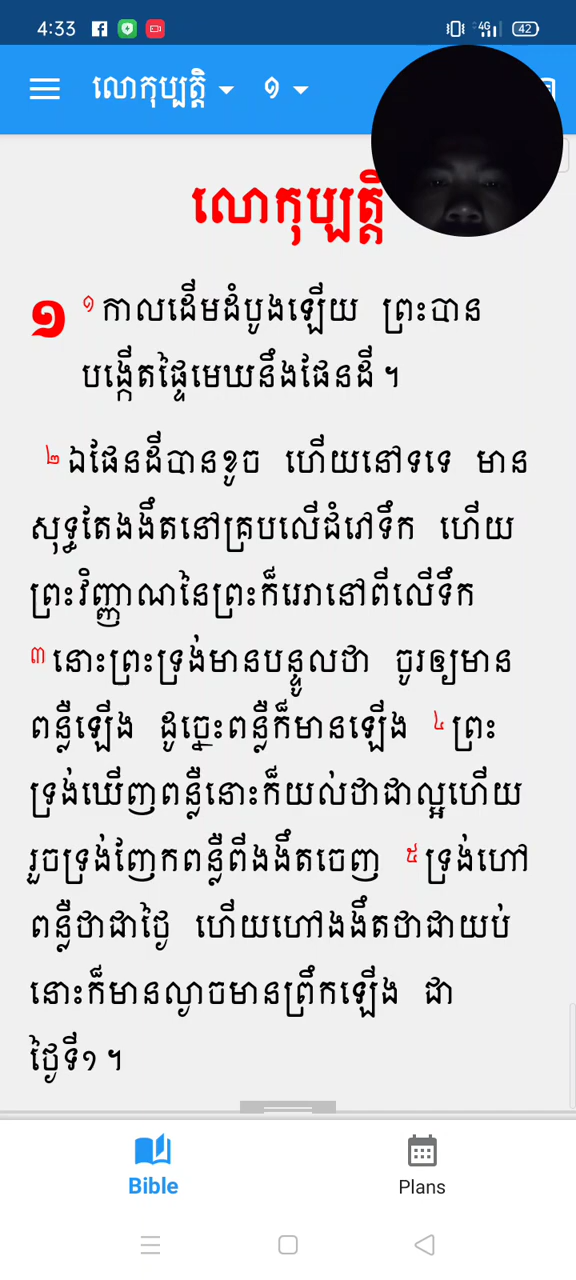 4:33 4G 42
លោកុប្បត្តិ ១
លោកុប្បត្តិ
១ ១ កាលដើមដំបូងឡើយ ព្រះបាន
បង្កើតផ្ទៃមេឃនឹងផែនដី ។
២ ឯផែនដីបានខូច ហើយនៅទទេ មាន
សុទ្ធតែងងឹតនៅគ្របលើជំរៅទឹក ហើយ
ព្រះវិញ្ញាណនៃព្រះក៏រេរានៅពីលើទឹក
៣ នោះព្រះទ្រង់មានបន្ទូលថា ចូរឲ្យមាន
ពន្លឺឡើង ដូច្នេះពន្លឺក៏មានឡើង ៤ ព្រះ
ទ្រង់ឃើញពន្លឺនោះក៏យល់ថាជាល្អហើយ
រួចទ្រង់ញែកពន្លឺពីងងឹតចេញ ៥ ទ្រង់ហៅ
ពន្លឺថាជាថ្ងៃ ហើយហៅងងឹតថាជាយប់
នោះក៏មានល្ងាចមានព្រឹកឡើង ជា
ថ្ងៃទី១ ។
Bible Plans